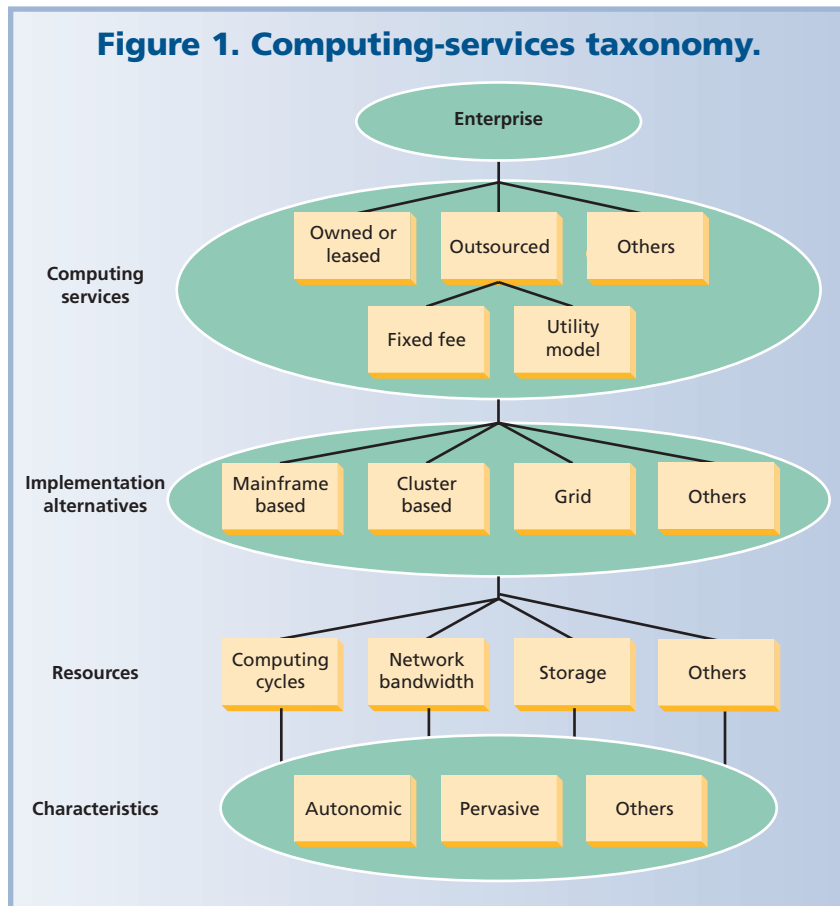 Figure 1. Computing-services taxonomy.
Enterprise
Computing
services
Owned or
leased
Outsourced
Others
Fixed fee
Utility
model
Implementation
alternatives
Mainframe
based
Cluster
based
Grid
Others
Resources
Computing
cycles
Network
bandwidth
Storage
Others
Characteristics
Autonomic
Pervasive
Others